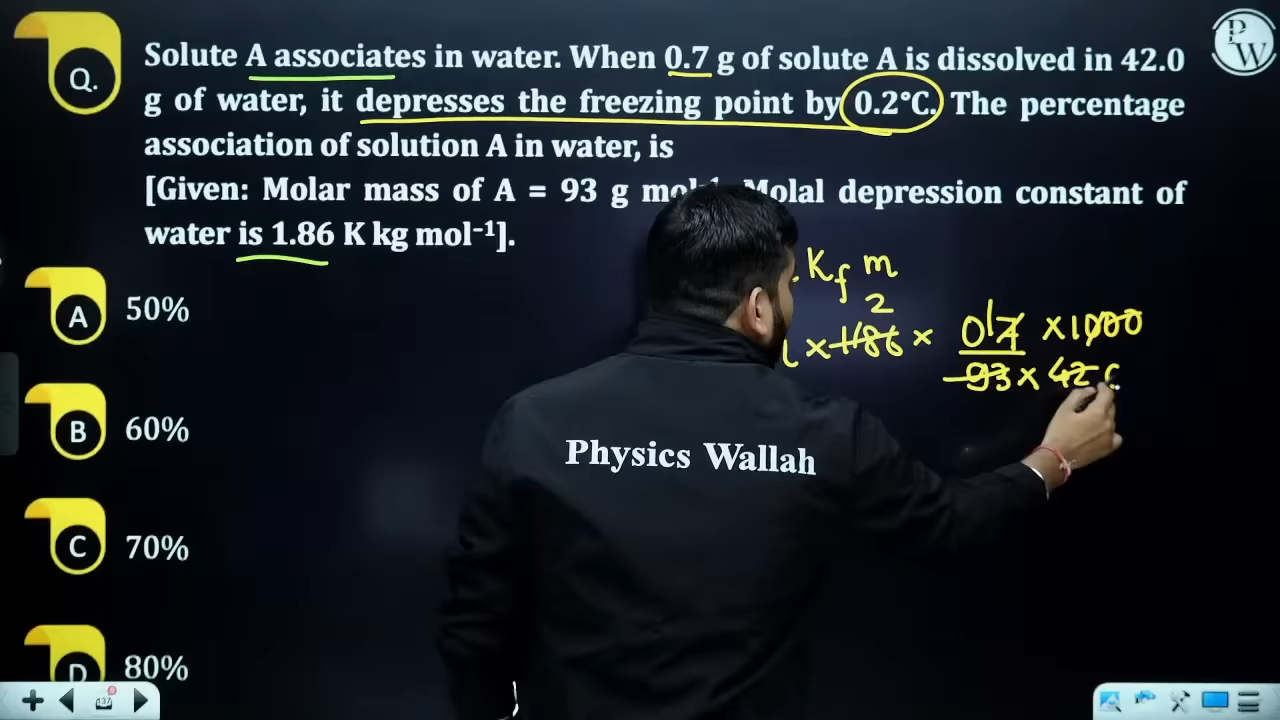 Q.
Solute A associates in water. When 0.7 g of solute A is dissolved in 42.0
g of water, it depresses the freezing point by 0.2°C. The percentage
association of solution A in water, is
[Given: Molar mass of A = 93 g Molal depression constant of
water is 1.86 K kg mol⁻¹].
PW
A 50%
B 60%
C 70%
D 80%
. Kf m
2
× 1.86 × 0.7 × 1000
93 × 42
Physics Wallah
137